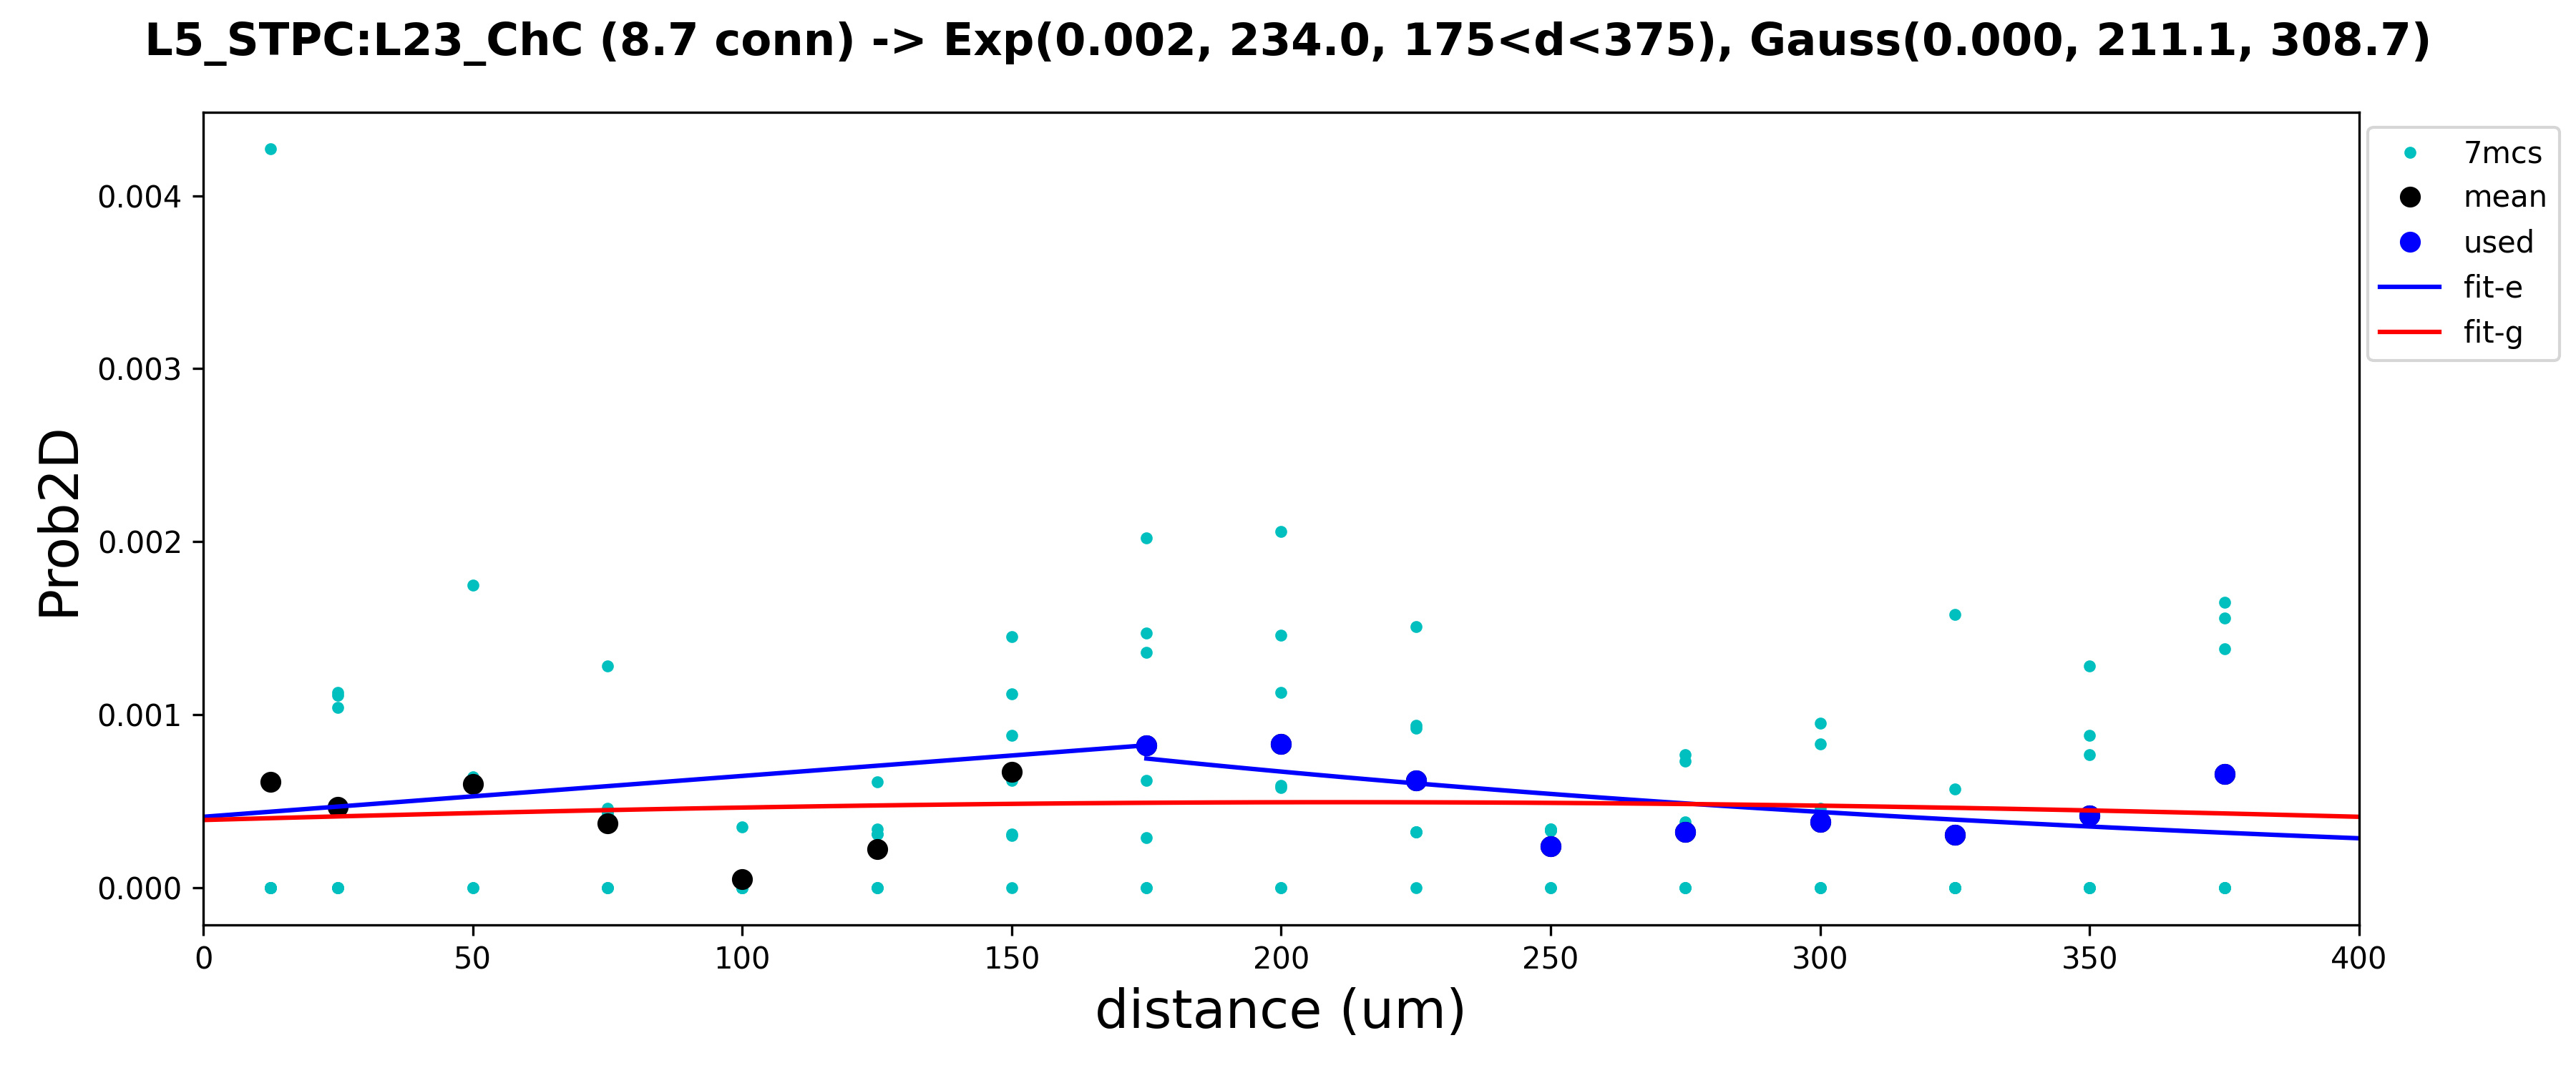 L5_STPC:L23_ChC (8.7 conn) -> Exp(0.002, 234.0, 175<d<375), Gauss(0.000, 211.1, 308.7)
7mcs
mean
used
fit-e
fit-g
Prob2D
0.004
0.003
0.002
0.001
0.000
0 50 100 150 200 250 300 350 400
distance (um)